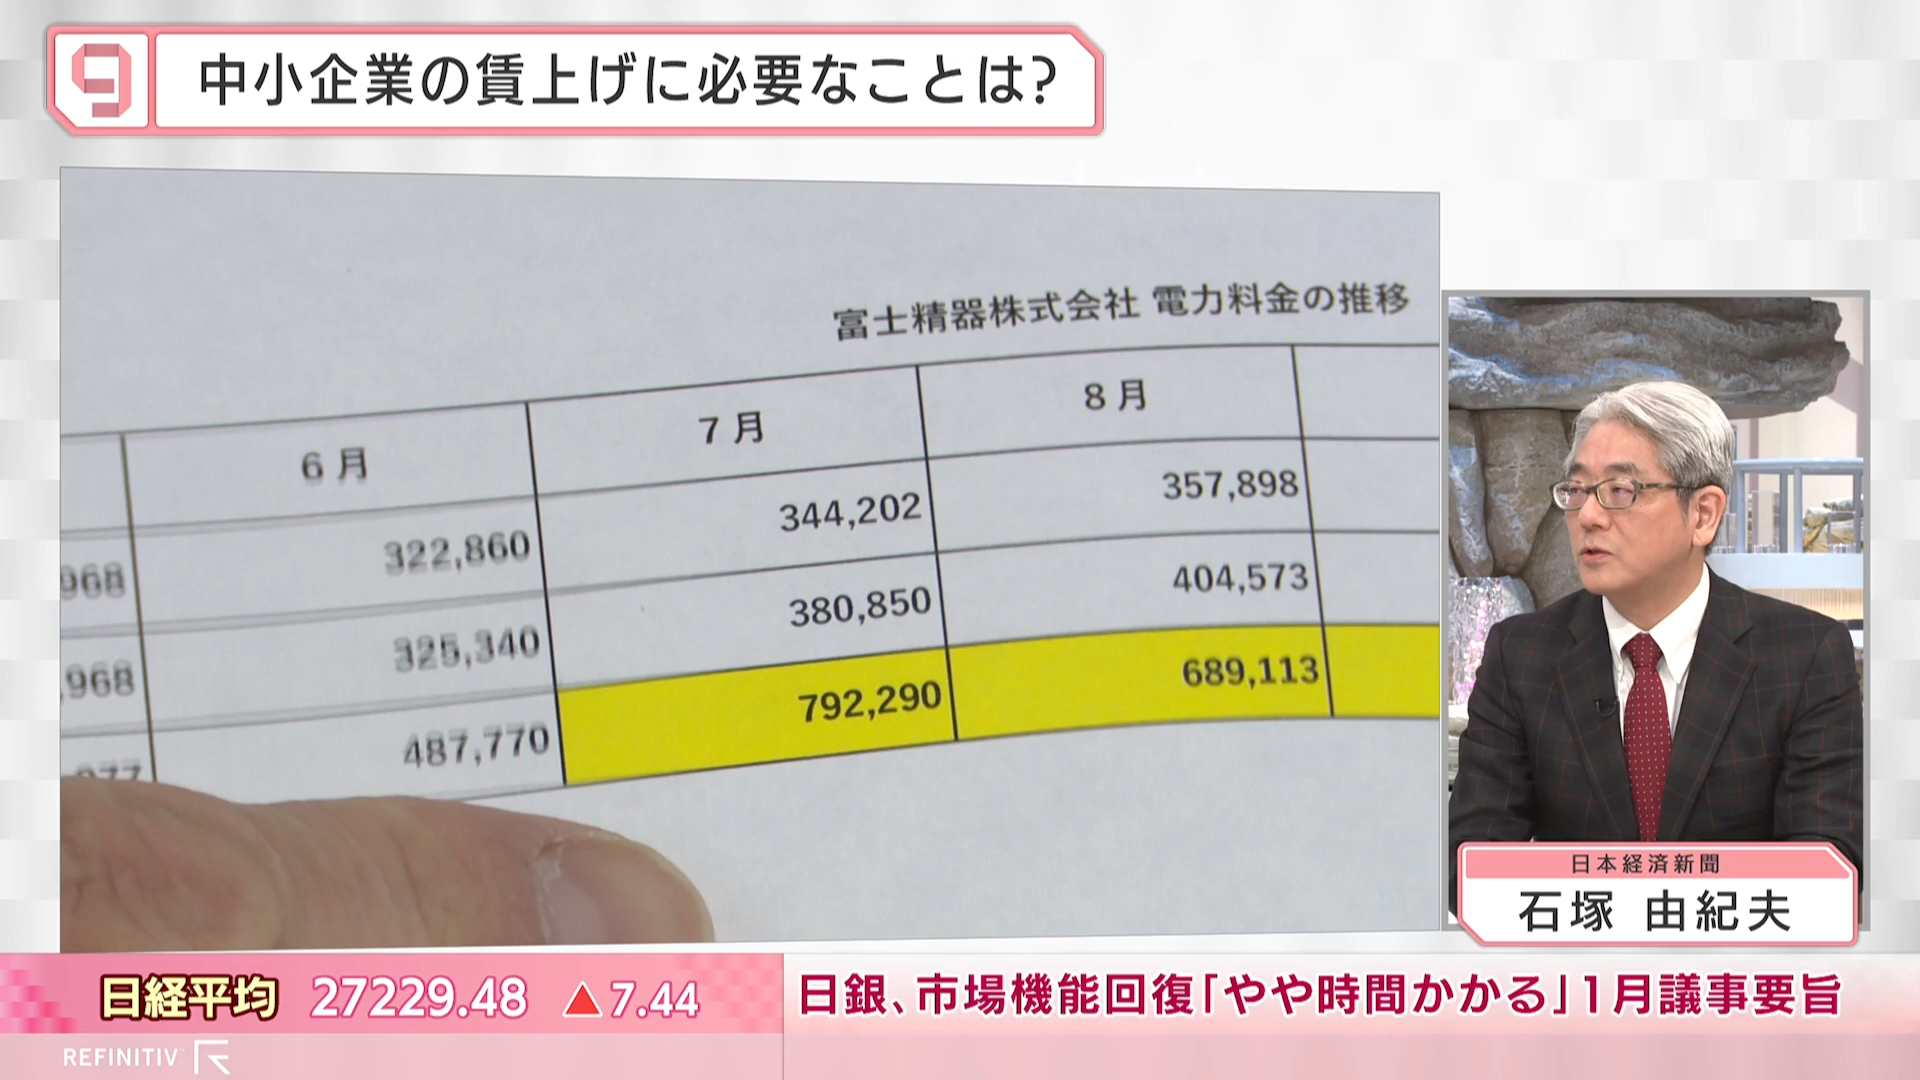 9
中小企業の賃上げに必要なことは?
富士精器株式会社 電力料金の推移
6月 7月 8月
968 322,860 344,202 357,898
,968 325,340 380,850 404,573
487,770 792,290 689,113
日本経済新聞
石塚 由紀夫
日経平均 27229.48 ▲7.44
日銀、市場機能回復「やや時間かかる」1月議事要旨
REFINITIV